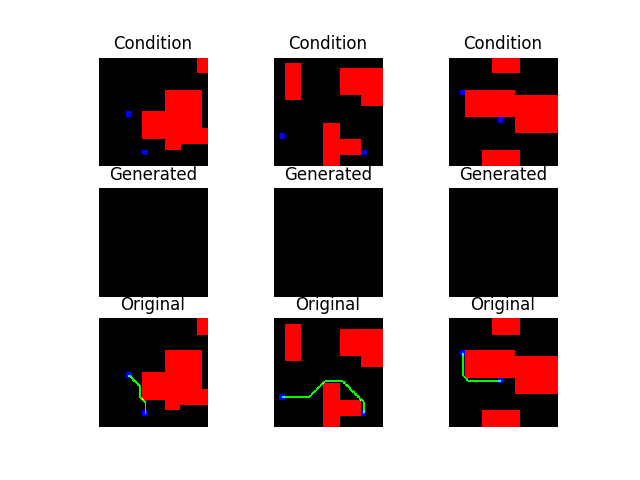 Condition
Condition
Condition
Generated
Generated
Generated
Original
Original
Original